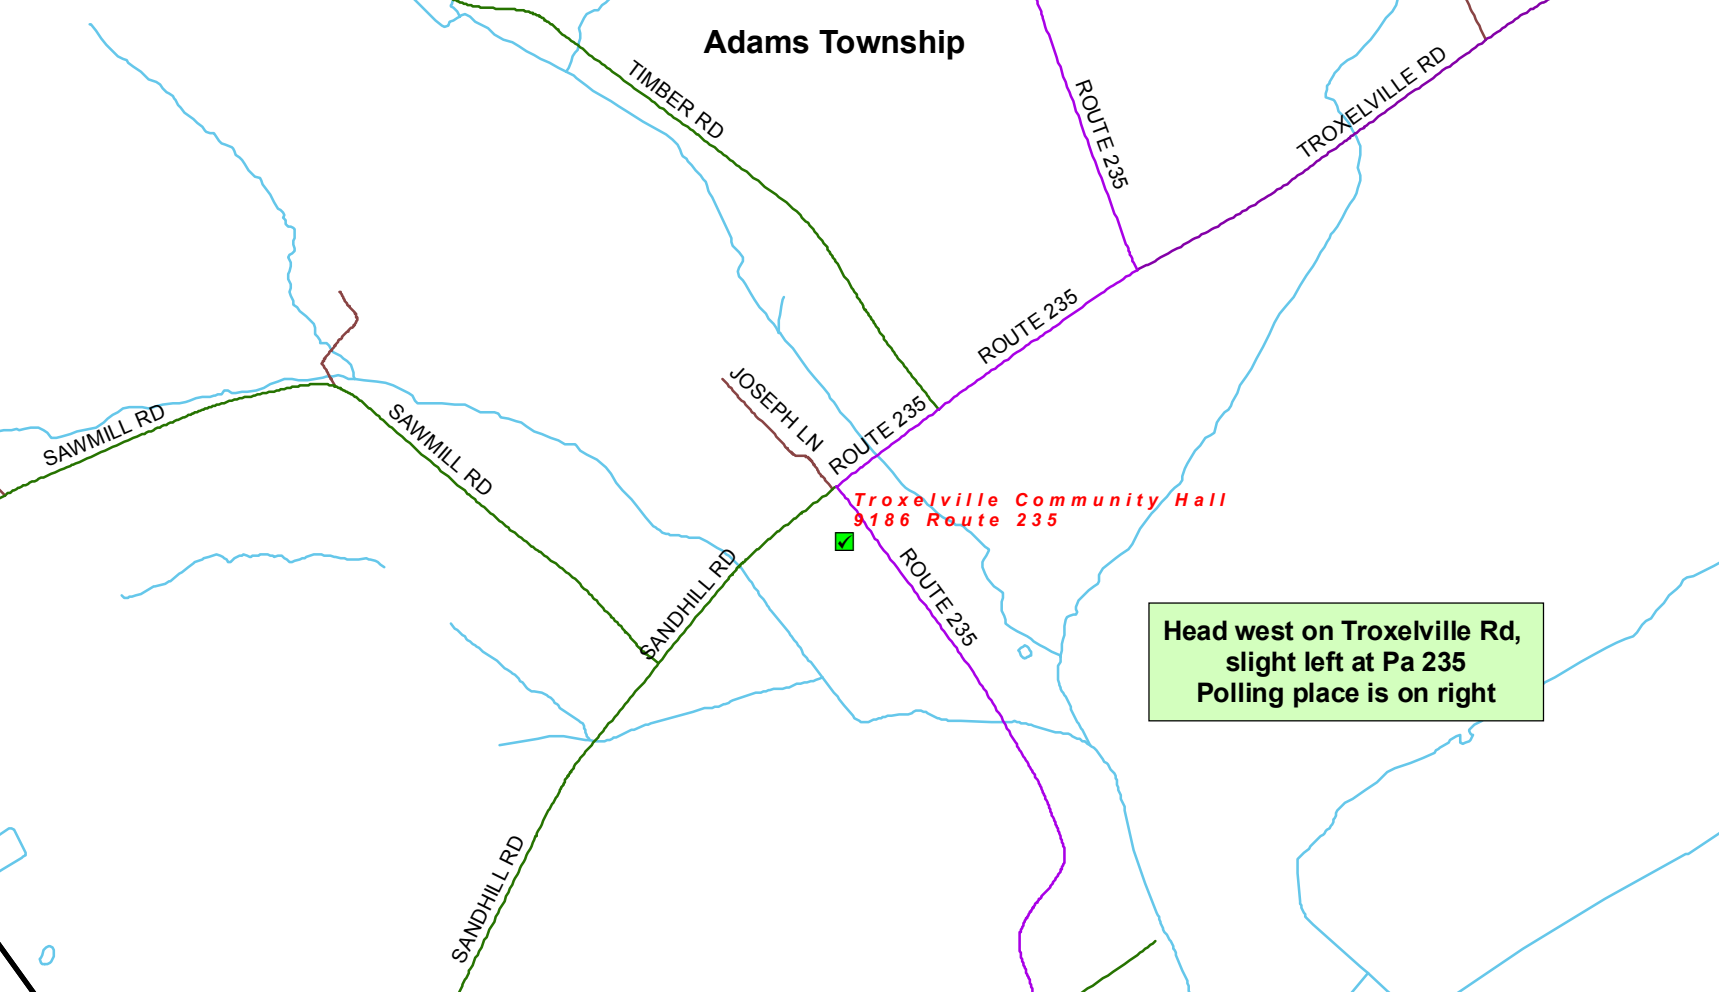 Adams Township
TIMBER RD
ROUTE 235
TROXELVILLE RD
ROUTE 235
JOSEPH LN
ROUTE 235
SAWMILL RD
SAWMILL RD
Troxelville Community Hall
9186 Route 235
ROUTE 235
SANDHILL RD
Head west on Troxelville Rd,
slight left at Pa 235
Polling place is on right
SANDHILL RD